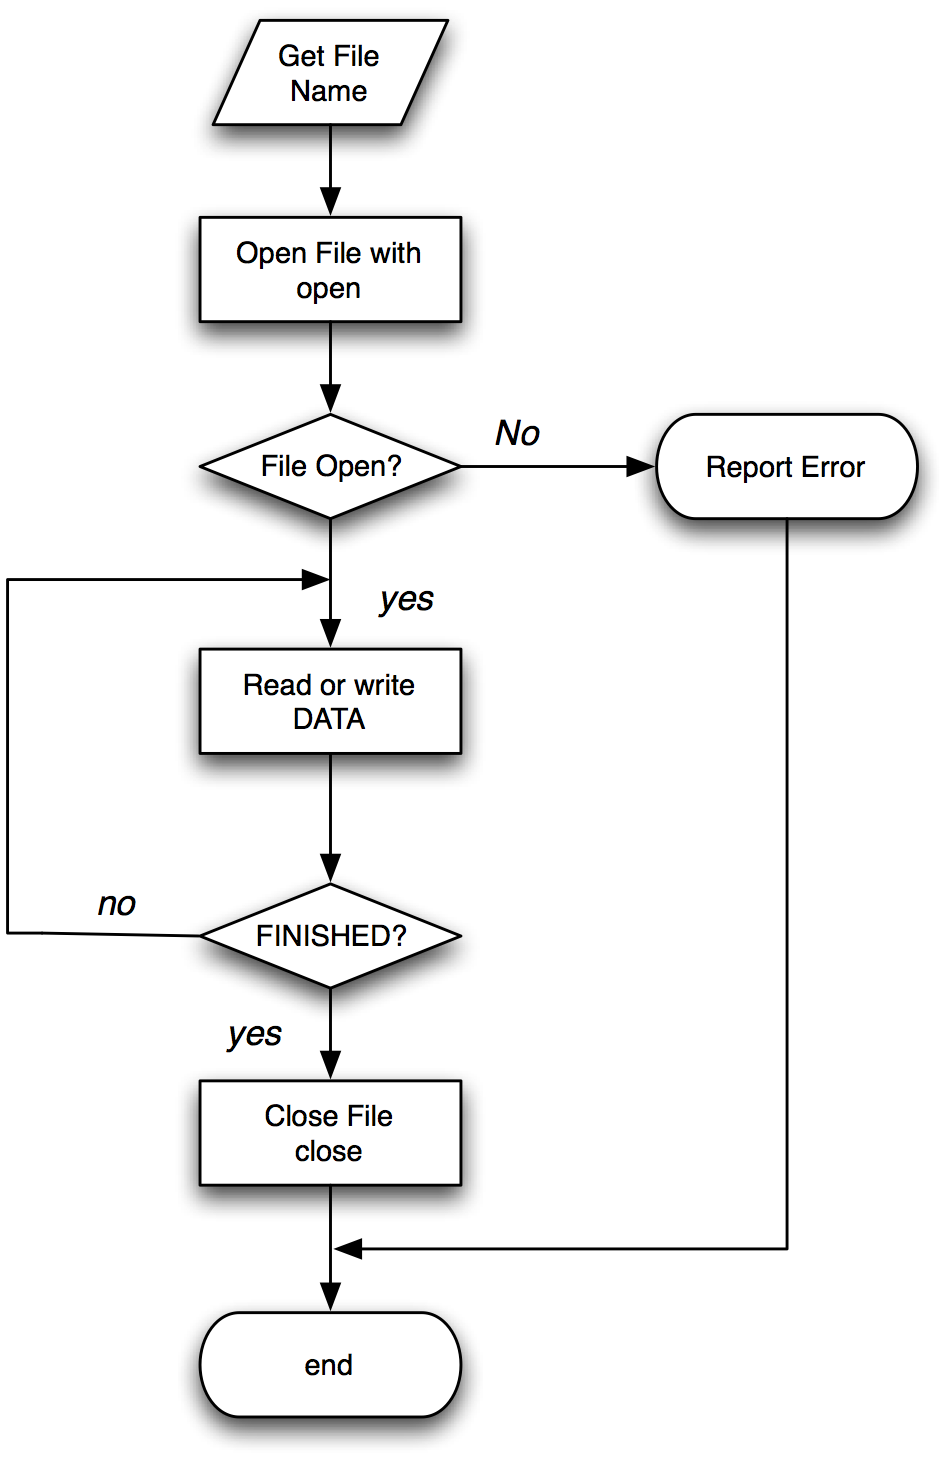 Get File
Name
Open File with
open
File Open?
No
Report Error
yes
Read or write
DATA
no
FINISHED?
yes
Close File
close
end